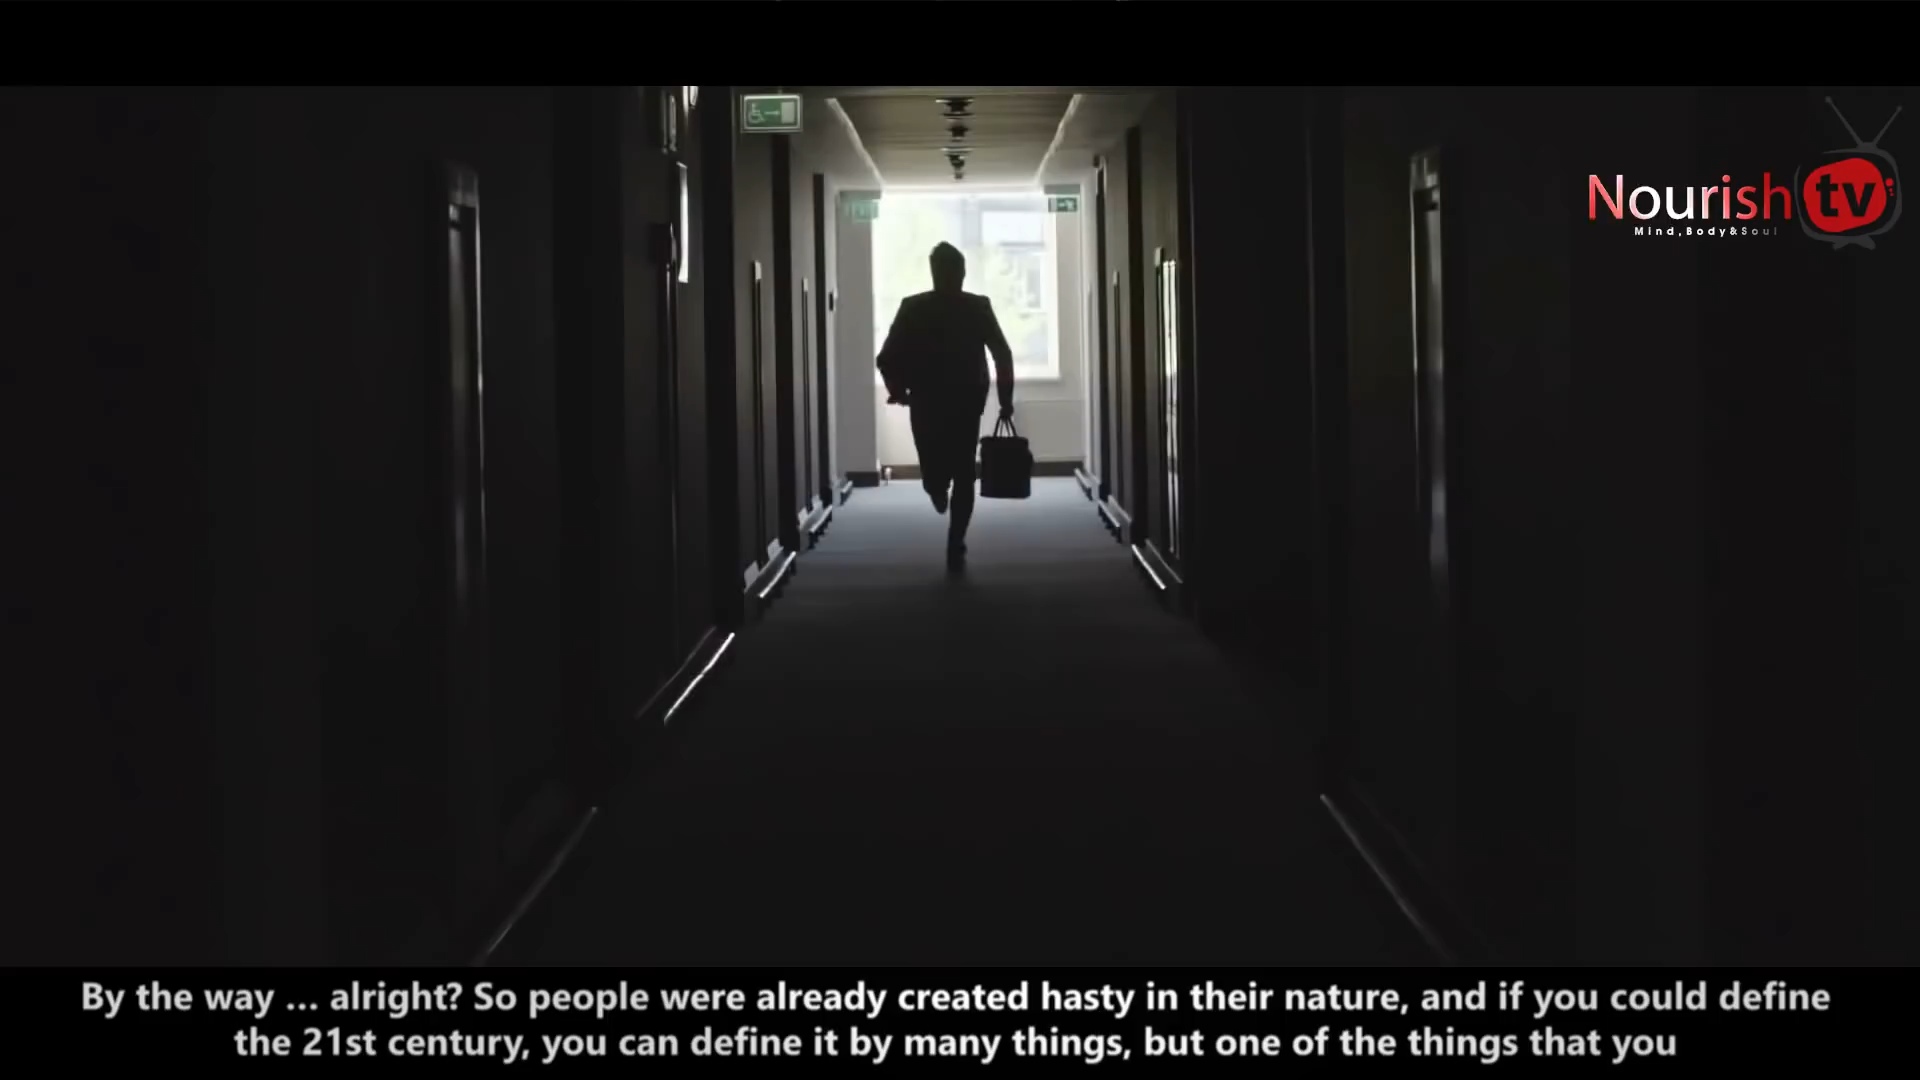 Nourish tv
Mind,Body&Soul
By the way ... alright? So people were already created hasty in their nature, and if you could define
the 21st century, you can define it by many things, but one of the things that you